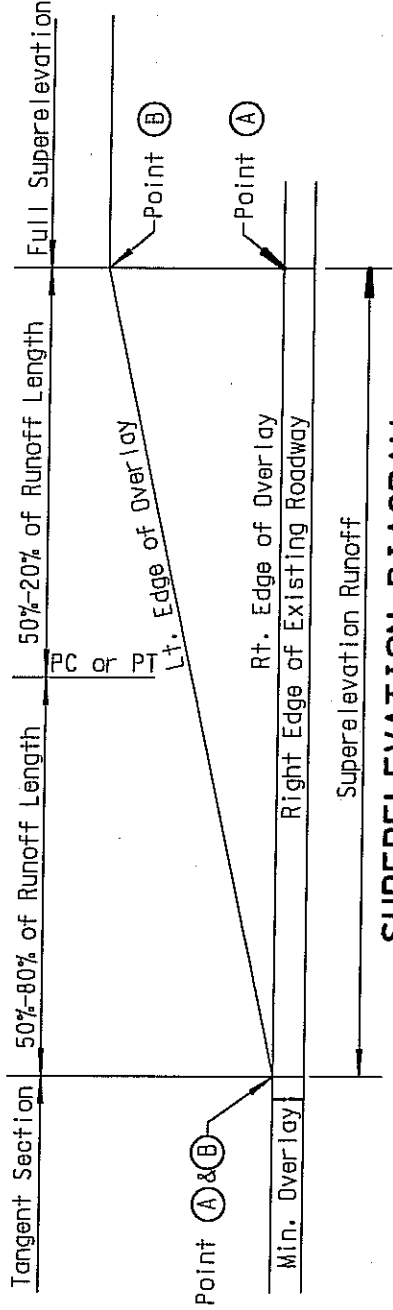 Tangent Section
50%-80% of Runoff Length
50%-20% of Runoff Length
Full Superelevation
PC or PT
Lt. Edge of Overlay
Point B
Point A & B
Rt. Edge of Overlay
Point A
Min. Overlay
Right Edge of Existing Roadway
Superelevation Runoff
SUPERELEVATION DIAGRAM